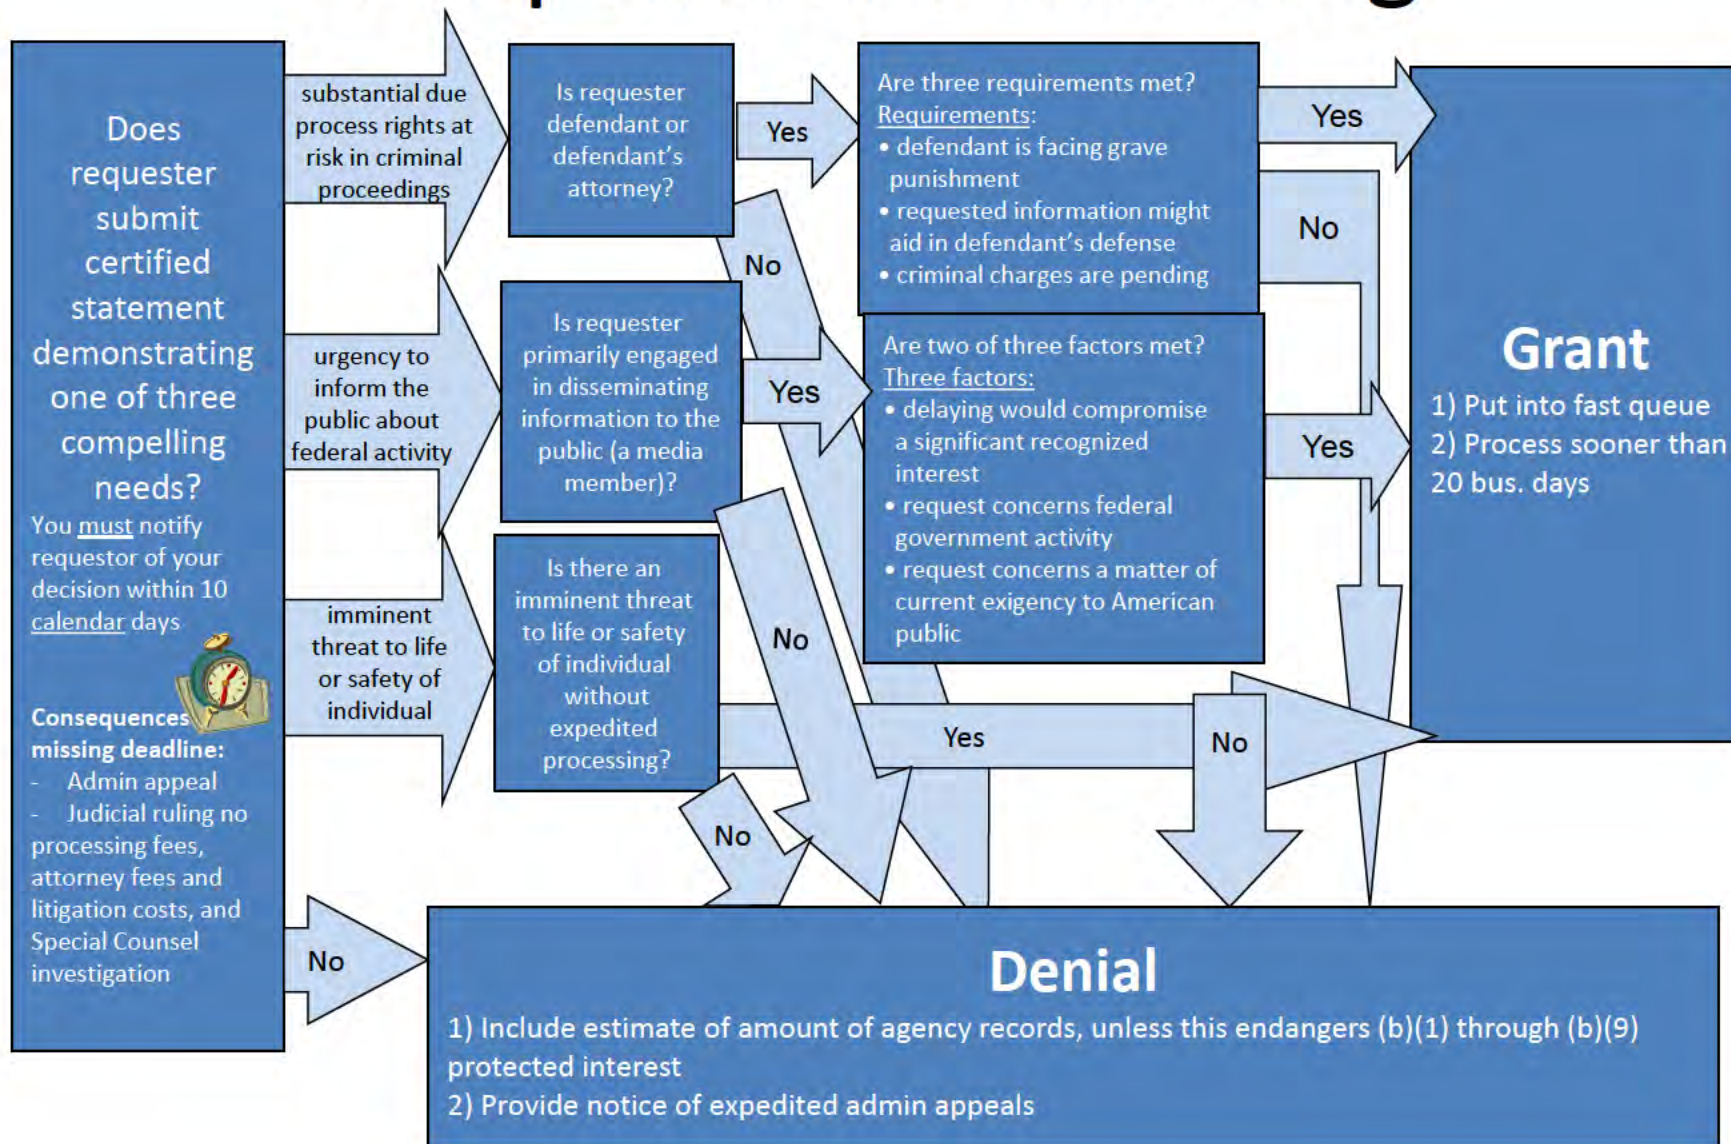 Does
requester
submit
certified
statement
demonstrating
one of three
compelling
needs?
You must notify
requestor of your
decision within 10
calendar days
Consequences
missing deadline:
- Admin appeal
- Judicial ruling no
processing fees,
attorney fees and
litigation costs, and
Special Counsel
investigation
substantial due
process rights at
risk in criminal
proceedings
urgency to
inform the
public about
federal activity
imminent
threat to life
or safety of
individual
No
Is requester
defendant or
defendant's
attorney?
Yes
No
Is requester
primarily engaged
in disseminating
information to the
public (a media
member)?
Yes
No
Is there an
imminent threat
to life or safety
of individual
without
expedited
processing?
Yes
No
Are three requirements met?
Requirements:
• defendant is facing grave
punishment
• requested information might
aid in defendant's defense
• criminal charges are pending
Yes
No
Are two of three factors met?
Three factors:
• delaying would compromise
a significant recognized
interest
• request concerns federal
government activity
• request concerns a matter of
current exigency to American
public
Yes
No
Grant
1) Put into fast queue
2) Process sooner than
20 bus. days
Denial
1) Include estimate of amount of agency records, unless this endangers (b)(1) through (b)(9)
protected interest
2) Provide notice of expedited admin appeals